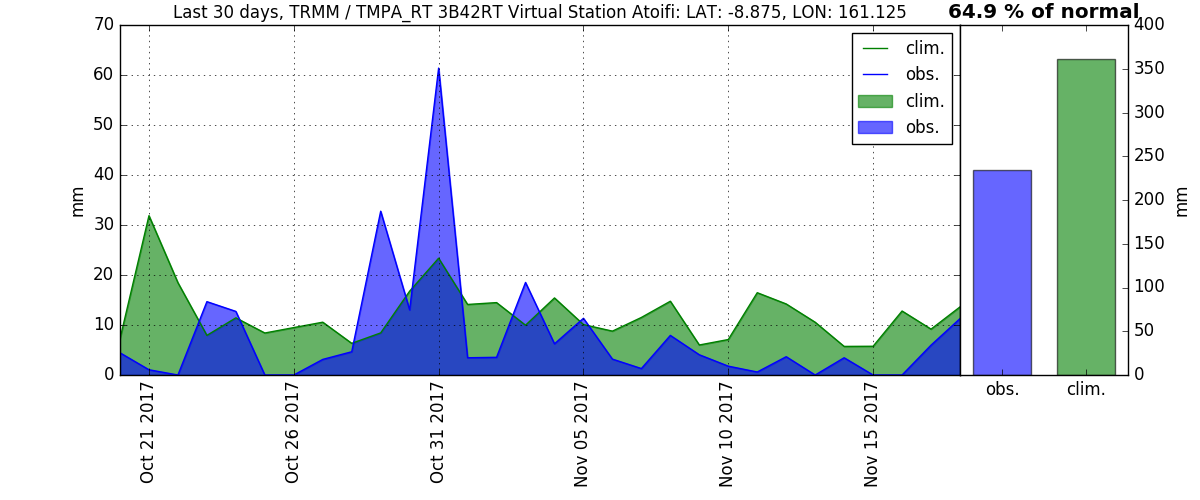 Last 30 days, TRMM / TMPA_RT 3B42RT Virtual Station Atoifi: LAT: -8.875, LON: 161.125
64.9 % of normal
70
60
50
40
30
20
10
0
mm
clim.
obs.
clim.
obs.
Oct 21 2017
Oct 26 2017
Oct 31 2017
Nov 05 2017
Nov 10 2017
Nov 15 2017
400
350
300
250
200
150
100
50
0
mm
obs.
clim.